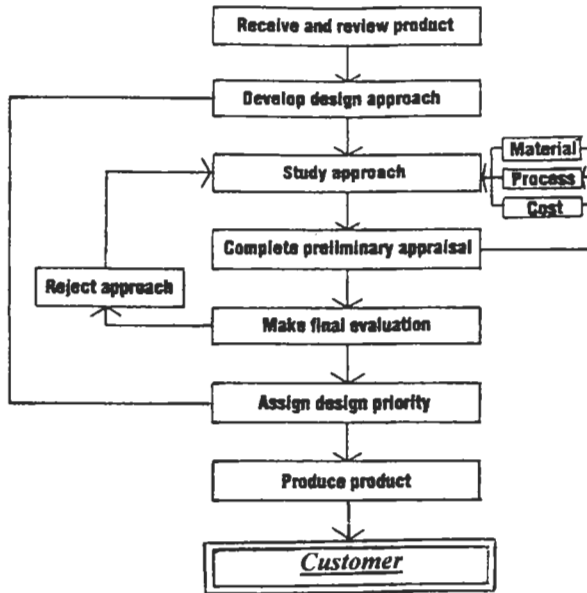 Receive and review product
Develop design approach
Study approach
Material
Process
Cost
Complete preliminary appraisal
Reject approach
Make final evaluation
Assign design priority
Produce product
Customer